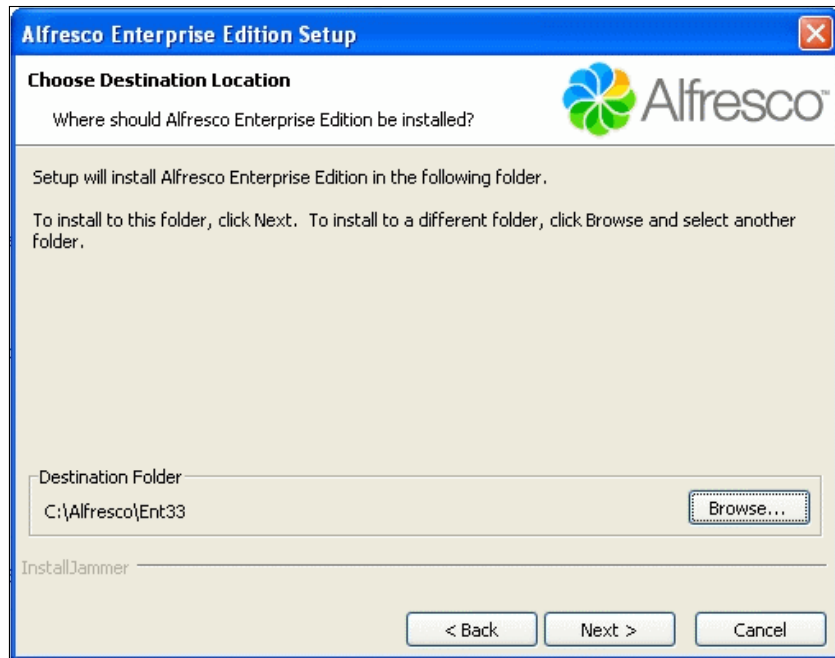 Alfresco Enterprise Edition Setup
Choose Destination Location
Where should Alfresco Enterprise Edition be installed?
Alfresco™
Setup will install Alfresco Enterprise Edition in the following folder.
To install to this folder, click Next. To install to a different folder, click Browse and select another
folder.
Destination Folder
C:\Alfresco\Ent33
Browse...
InstallJammer
< Back
Next >
Cancel